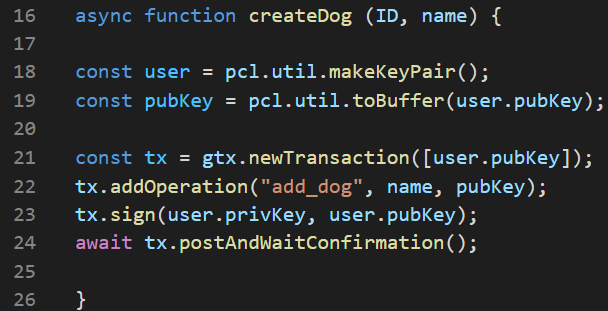 16 async function createDog (ID, name) {
17
18 const user = pcl.util.makeKeyPair();
19 const pubKey = pcl.util.toBuffer(user.pubKey);
20
21 const tx = gtx.newTransaction([user.pubKey]);
22 tx.addOperation("add_dog", name, pubKey);
23 tx.sign(user.privKey, user.pubKey);
24 await tx.postAndWaitConfirmation();
25
26 }